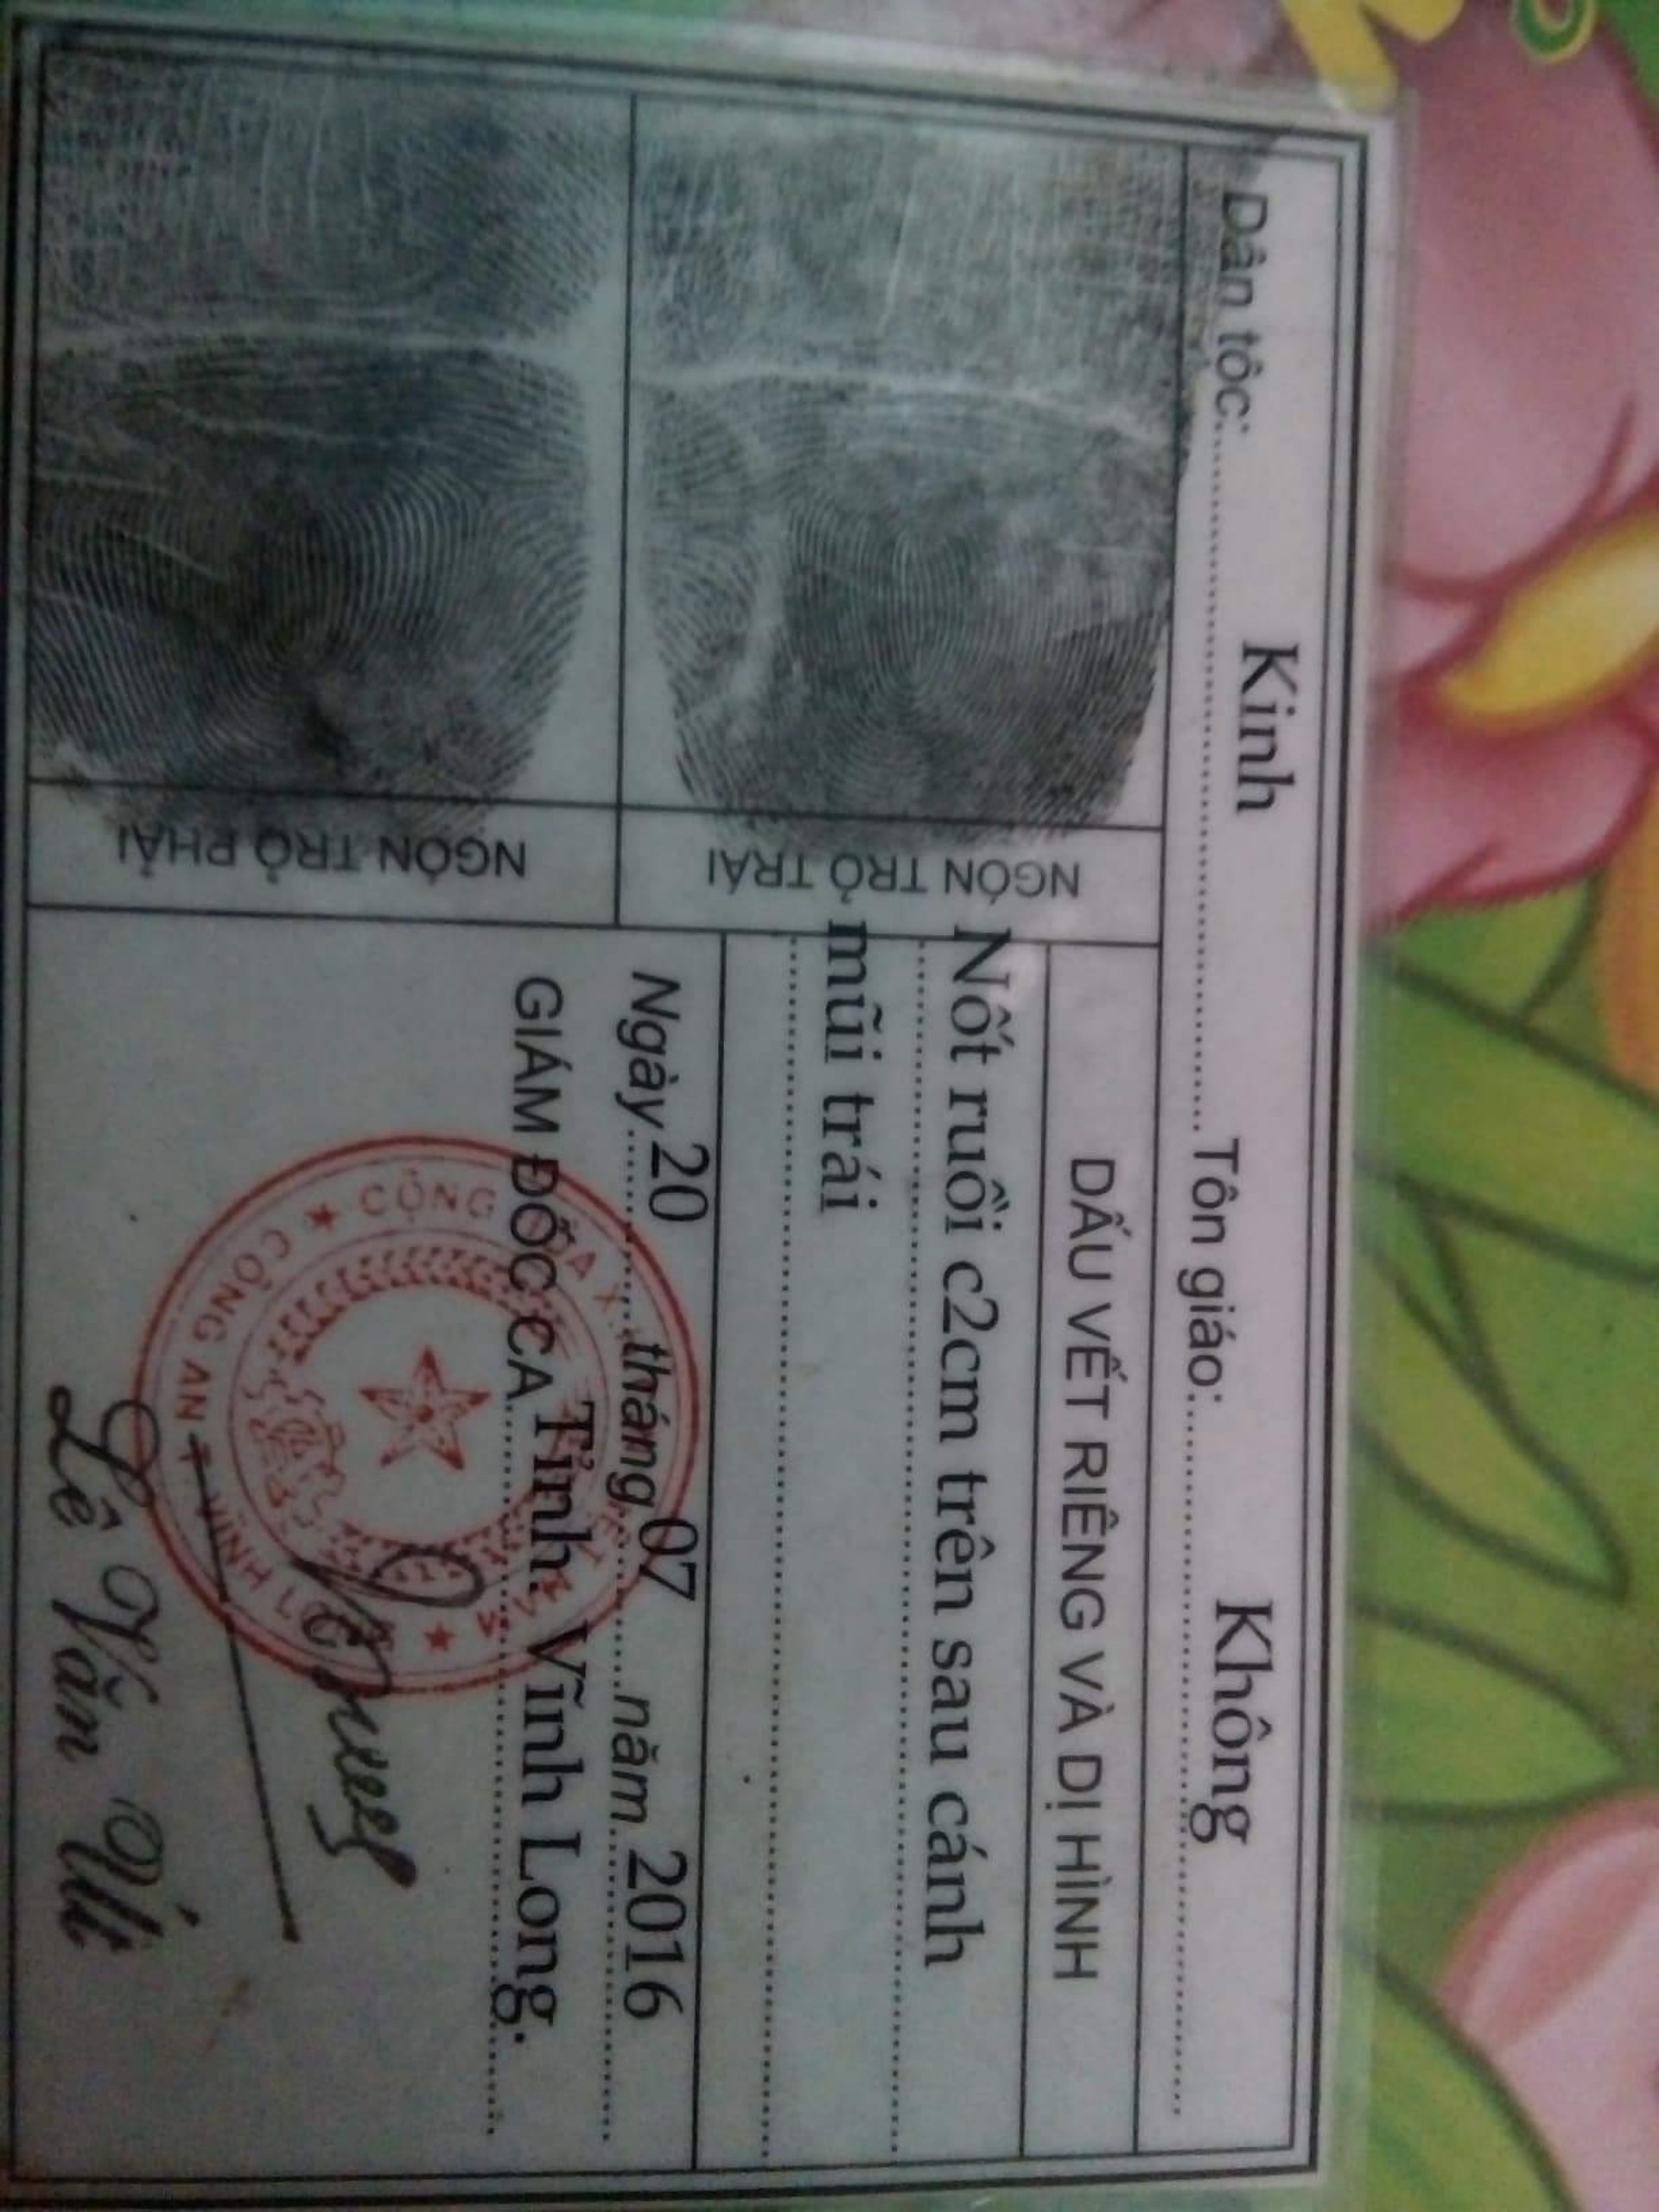 Dân tộc: Kinh Tôn giáo: Không
NGÓN TRỎ TRÁI
DẤU VẾT RIÊNG VÀ DỊ HÌNH
Nốt ruồi c2cm trên sau cánh
mũi trái
NGÓN TRỎ PHẢI
Ngày 20 tháng 07 năm 2016
GIÁM ĐỐC CA Tỉnh Vĩnh Long.
CỘNG HÒA X
CÔNG AN T VĨNH LONG
Lê Văn Út